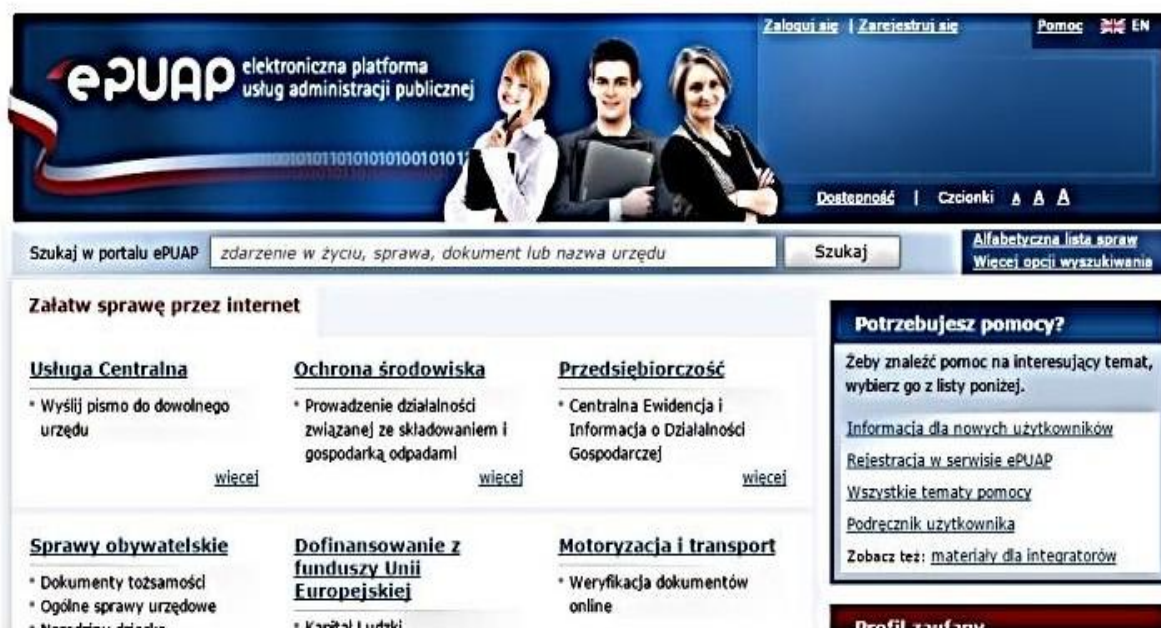 Zaloguj się | Zarejestruj się
Pomoc EN
ePUAP elektroniczna platforma
usług administracji publicznej
Dostępność | Czcionki A A A
Szukaj w portalu ePUAP zdarzenie w życiu, sprawa, dokument lub nazwa urzędu Szukaj
Alfabetyczna lista spraw
Więcej opcji wyszukiwania
Załatw sprawę przez internet
Usługa Centralna
* Wyślij pismo do dowolnego
urzędu
więcej
Ochrona środowiska
* Prowadzenie działalności
związanej ze składowaniem i
gospodarką odpadami
więcej
Przedsiębiorczość
* Centralna Ewidencja i
Informacja o Działalności
Gospodarczej
więcej
Sprawy obywatelskie
* Dokumenty tożsamości
* Ogólne sprawy urzędowe
Dofinansowanie z
funduszy Unii
Europejskiej
* Kapitał Ludzki
Motoryzacja i transport
* Weryfikacja dokumentów
online
Potrzebujesz pomocy?
Żeby znaleźć pomoc na interesujący temat,
wybierz go z listy poniżej.
Informacja dla nowych użytkowników
Rejestracja w serwisie ePUAP
Wszystkie tematy pomocy
Podręcznik użytkownika
Zobacz też: materiały dla integratorów
Profil zaufany